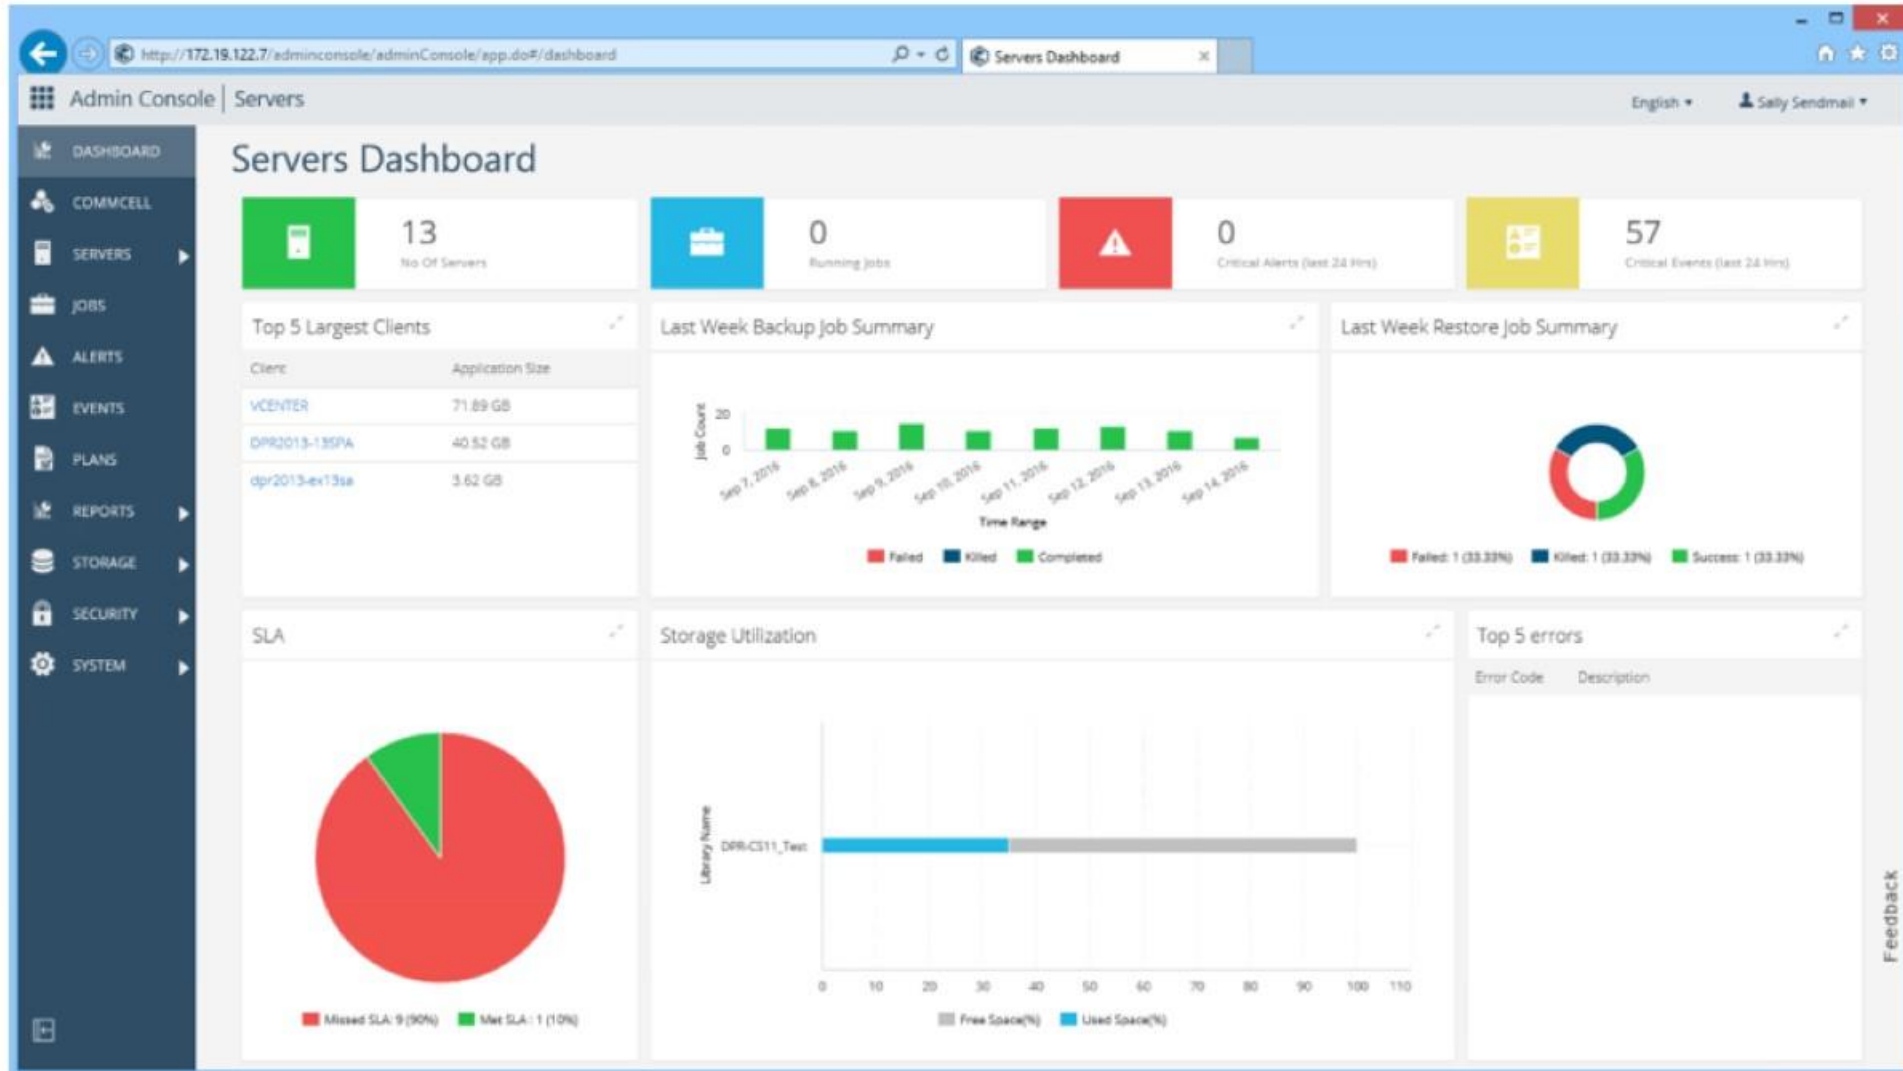 http://172.19.122.7/adminconsole/adminConsole/app.do#/dashboard
Servers Dashboard
Admin Console | Servers
English
Sally Sendmail
DASHBOARD
COMMCELL
SERVERS
JOBS
ALERTS
EVENTS
PLANS
REPORTS
STORAGE
SECURITY
SYSTEM
Servers Dashboard
13
No Of Servers
0
Running Jobs
0
Critical Alerts (last 24 Hrs)
57
Critical Events (last 24 Hrs)
Top 5 Largest Clients
Client Application Size
VCENTER 71.89 GB
DPR2013-13SPA 40.52 GB
dpr2013-ex13sa 3.62 GB
Last Week Backup Job Summary
Job Count
20
0
Sep 7, 2016
Sep 8, 2016
Sep 9, 2016
Sep 10, 2016
Sep 11, 2016
Sep 12, 2016
Sep 13, 2016
Sep 14, 2016
Time Range
Failed Killed Completed
Last Week Restore Job Summary
Failed: 1 (33.33%) Killed: 1 (33.33%) Success: 1 (33.33%)
SLA
Missed SLA: 9 (90%) Met SLA : 1 (10%)
Storage Utilization
Library Name
DPR-CS11_Test
0 10 20 30 40 50 60 70 80 90 100 110
Free Space(%) Used Space(%)
Top 5 errors
Error Code Description
Feedback